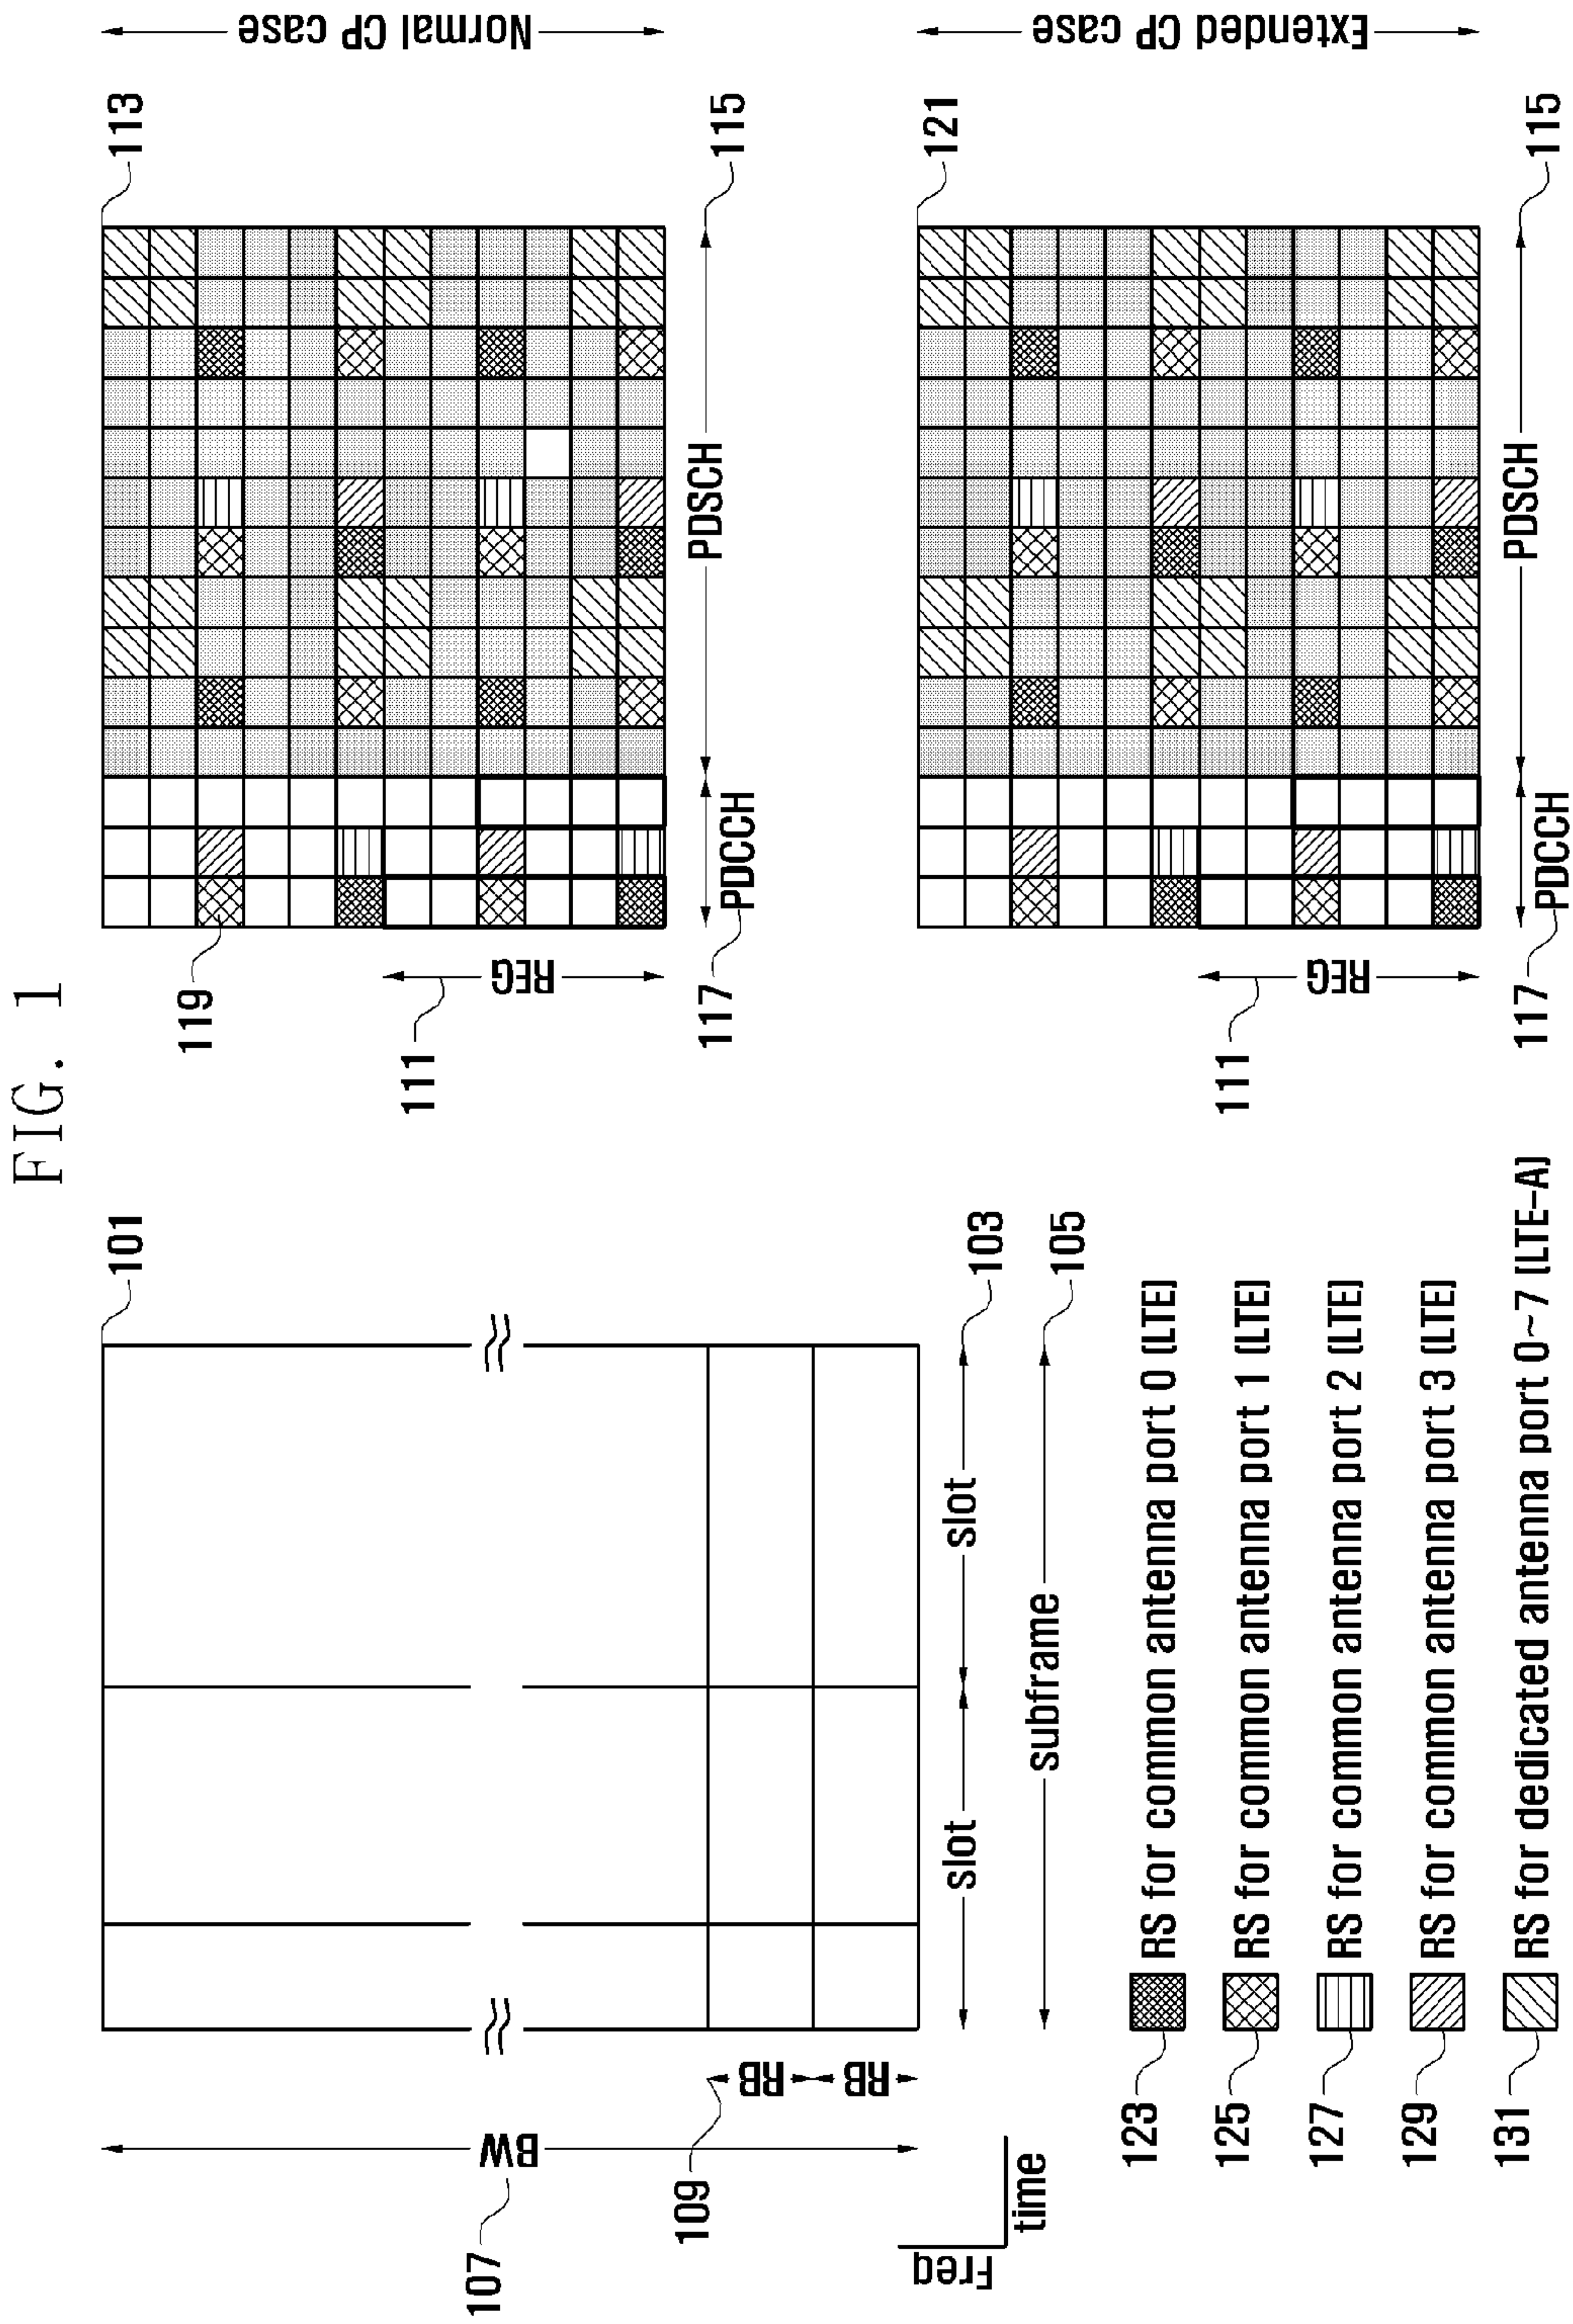 FIG. 1
101
103
105
slot
slot
subframe
BW
107
RB
RB
109
Freq
time
113
Normal CP case
119
REG
111
PDCCH
117
PDSCH
115
121
Extended CP case
REG
111
PDCCH
117
PDSCH
115
123 RS for common antenna port 0 (LTE)
125 RS for common antenna port 1 (LTE)
127 RS for common antenna port 2 (LTE)
129 RS for common antenna port 3 (LTE)
131 RS for dedicated antenna port 0~7 (LTE-A)